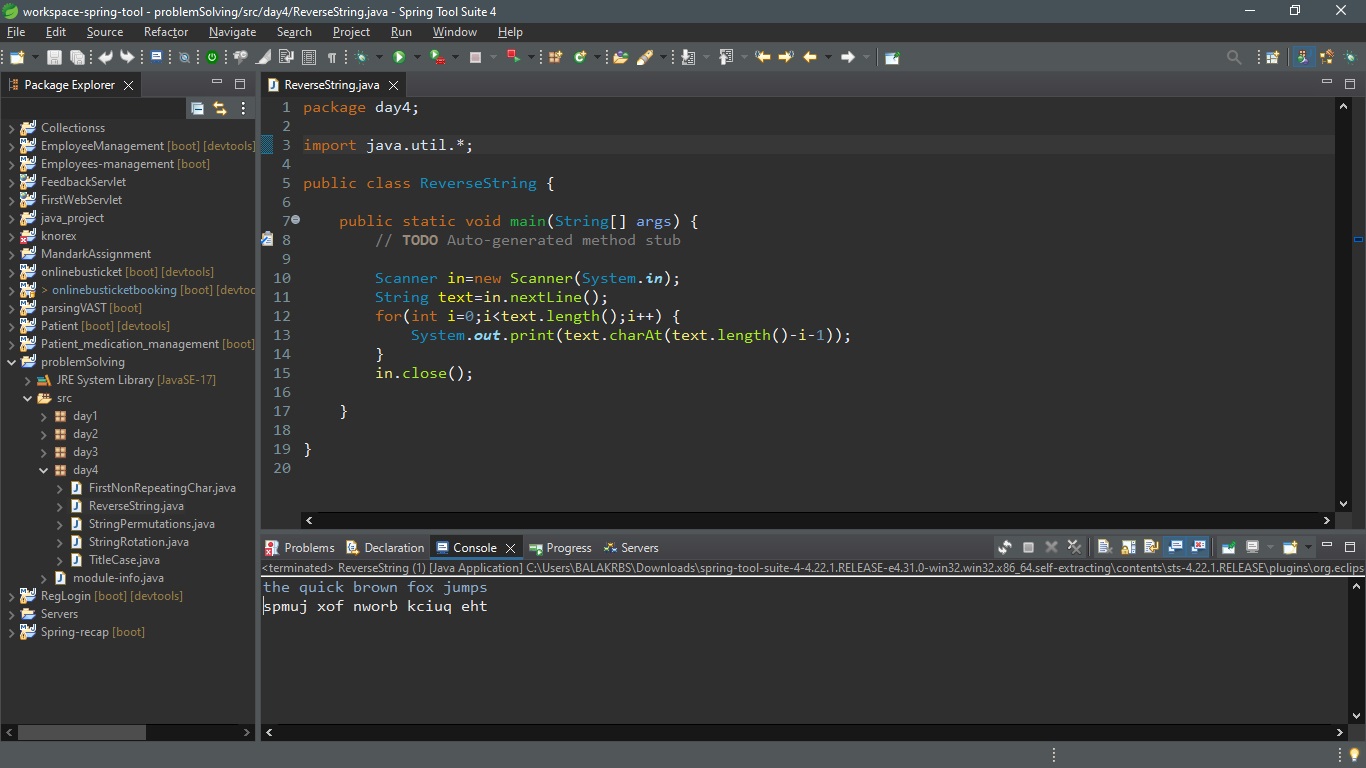 workspace-spring-tool - problemSolving/src/day4/ReverseString.java - Spring Tool Suite 4
File Edit Source Refactor Navigate Search Project Run Window Help
Package Explorer
Collectionss
EmployeeManagement [boot] [devtools]
Employees-management [boot]
FeedbackServlet
FirstWebServlet
java_project
knorex
MandarkAssignment
onlinebusticket [boot] [devtools]
> onlinebusticketbooking [boot] [devtoc
parsingVAST [boot]
Patient [boot] [devtools]
Patient_medication_management [boot]
problemSolving
JRE System Library [JavaSE-17]
src
day1
day2
day3
day4
FirstNonRepeatingChar.java
ReverseString.java
StringPermutations.java
StringRotation.java
TitleCase.java
module-info.java
RegLogin [boot] [devtools]
Servers
Spring-recap [boot]
ReverseString.java
1 package day4;
2
3 import java.util.*;
4
5 public class ReverseString {
6
7 public static void main(String[] args) {
8 // TODO Auto-generated method stub
9
10 Scanner in=new Scanner(System.in);
11 String text=in.nextLine();
12 for(int i=0;i<text.length();i++) {
13 System.out.print(text.charAt(text.length()-i-1));
14 }
15 in.close();
16
17 }
18
19 }
20
Problems Declaration Console Progress Servers
<terminated> ReverseString (1) [Java Application] C:\Users\BALAKRBS\Downloads\spring-tool-suite-4-4.22.1.RELEASE-e4.31.0-win32.win32.x86_64.self-extracting\contents\sts-4.22.1.RELEASE\plugins\org.eclips
the quick brown fox jumps
spmuj xof nworb kciuq eht